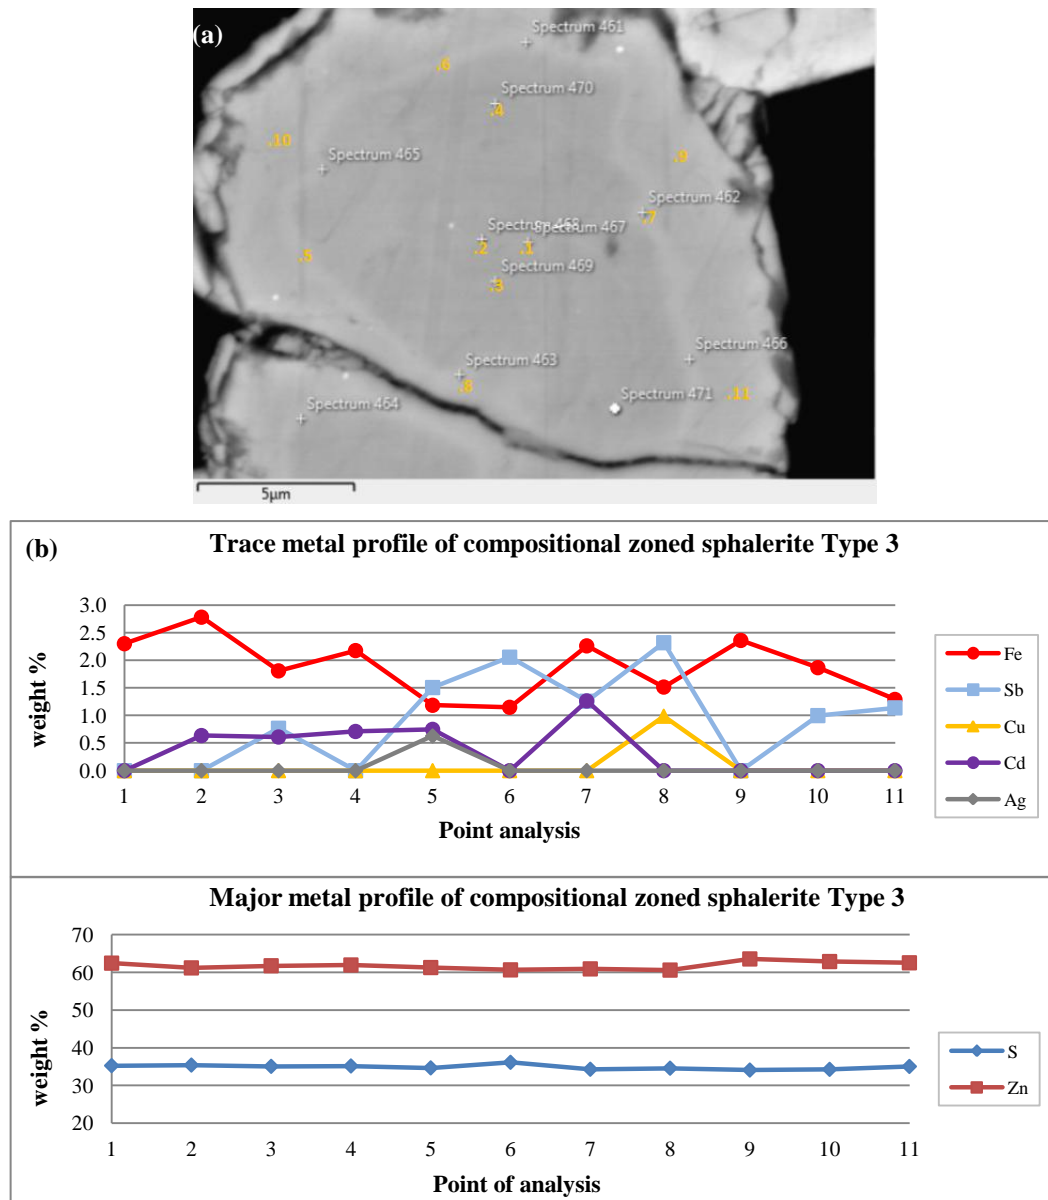 (a)
Spectrum 461
.6
Spectrum 470
.4
.10
Spectrum 465
.9
Spectrum 462
.7
Spectrum 468
Spectrum 467
.2
.1
.5
Spectrum 469
.3
Spectrum 466
Spectrum 463
.8
Spectrum 471
.11
Spectrum 464
5µm
(b)
Trace metal profile of compositional zoned sphalerite Type 3
weight %
3.0
2.5
2.0
1.5
1.0
0.5
0.0
1 2 3 4 5 6 7 8 9 10 11
Point analysis
Fe
Sb
Cu
Cd
Ag
Major metal profile of compositional zoned sphalerite Type 3
weight %
70
60
50
40
30
20
1 2 3 4 5 6 7 8 9 10 11
Point of analysis
S
Zn